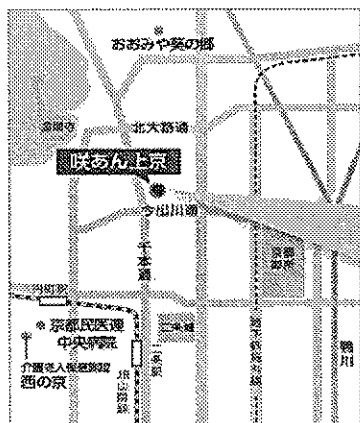 おおみや葵の郷
金閣寺
北大路通
咲あん上京
今出川通
千本通
京都
御所
円町駅
二条城
京都民医連
中央病院
二条駅
介護老人保健施設
西の京
JR山陰線
地下鉄烏丸線
鴨川